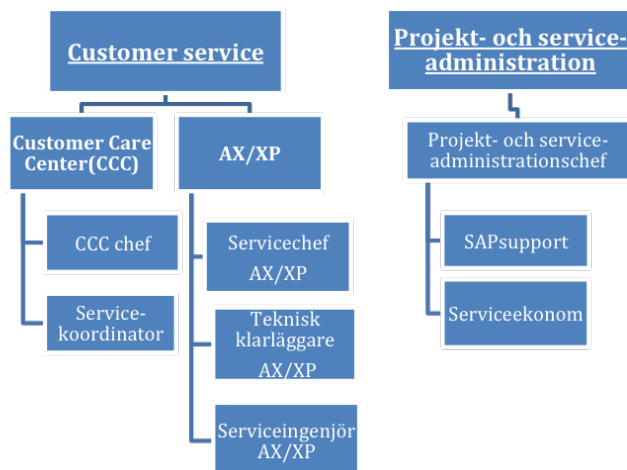 Customer service
Customer Care
Center(CCC)
CCC chef
Service-
koordinator
AX/XP
Servicechef
AX/XP
Teknisk
klarläggare
AX/XP
Serviceingenjör
AX/XP
Projekt- och service-
administration
Projekt- och service-
administrationschef
SAPsupport
Serviceekonom